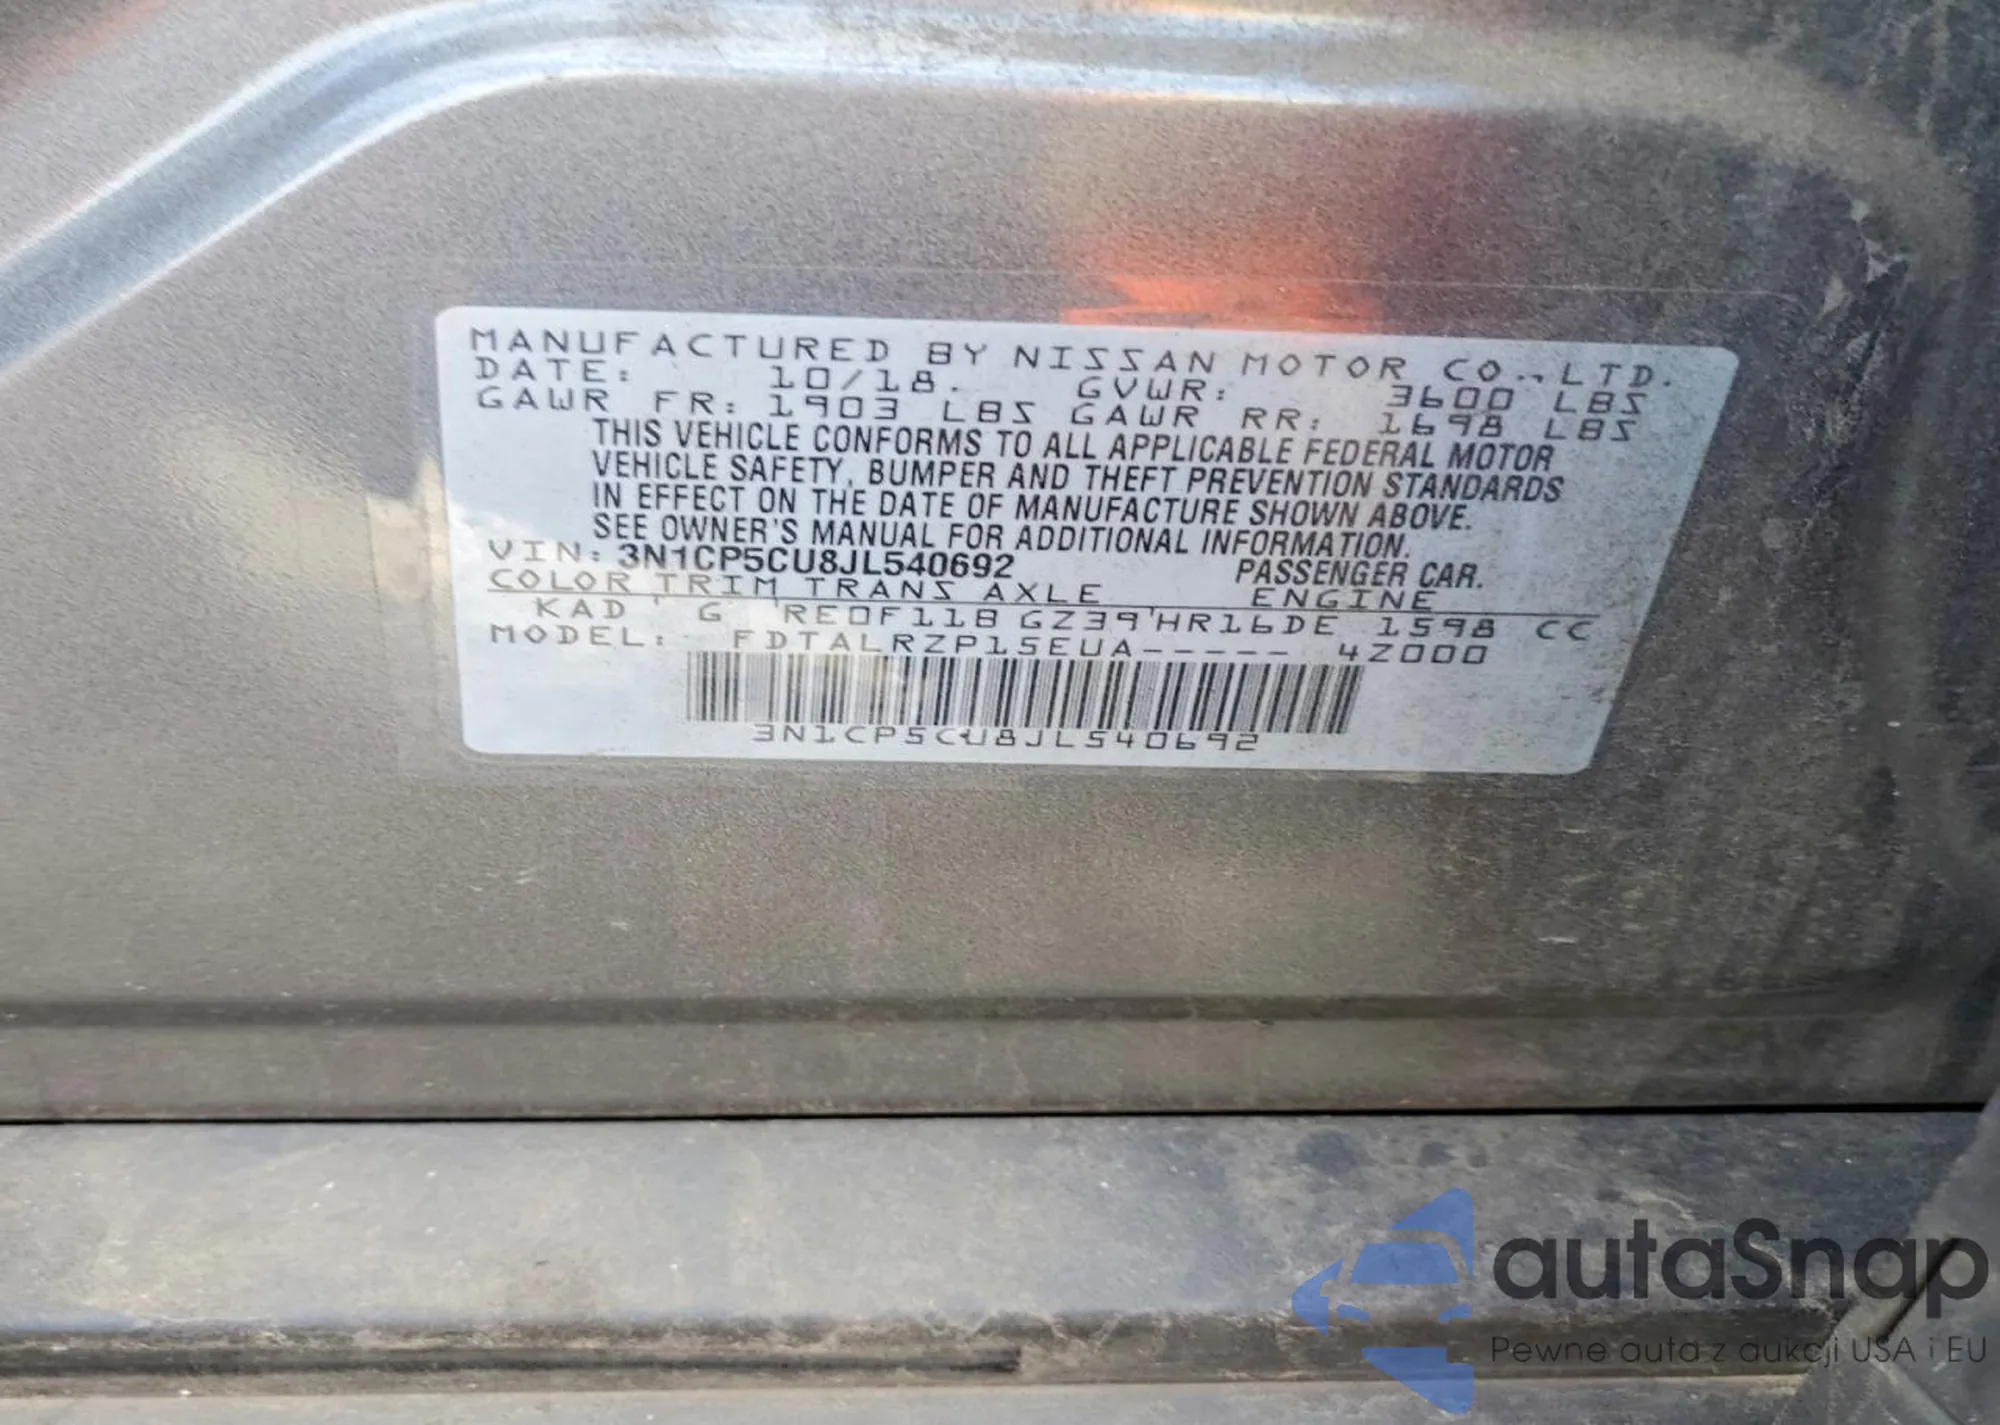 MANUFACTURED BY NISSAN MOTOR CO., LTD.
DATE: 10/18. GVWR: 3600 LBS
GAWR FR: 1903 LBS GAWR RR: 1698 LBS
THIS VEHICLE CONFORMS TO ALL APPLICABLE FEDERAL MOTOR
VEHICLE SAFETY, BUMPER AND THEFT PREVENTION STANDARDS
IN EFFECT ON THE DATE OF MANUFACTURE SHOWN ABOVE.
SEE OWNER'S MANUAL FOR ADDITIONAL INFORMATION.
VIN: 3N1CP5CU8JL540692 PASSENGER CAR.
COLOR TRIM TRANS AXLE ENGINE
KAD G RE0F11B GZ39 HR16DE 1598 CC
MODEL: FDTALRZP15EUA----- 4Z000
3N1CP5CU8JL540692
autaSnap
Pewne auta z aukcji USA i EU